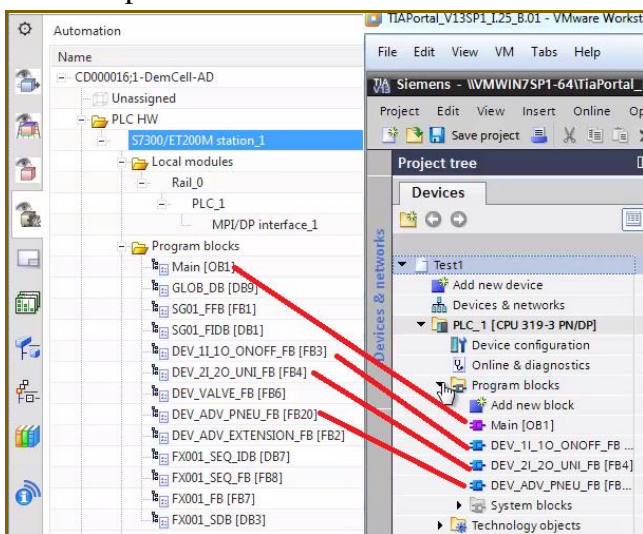 Automation
Name
CD000016;1-DemCell-AD
Unassigned
PLC HW
S7300/ET200M station_1
Local modules
Rail_0
PLC_1
MPI/DP interface_1
Program blocks
Main [OB1]
GLOB_DB [DB9]
SG01_FFB [FB1]
SG01_FIDB [DB1]
DEV_1I_1O_ONOFF_FB [FB3]
DEV_2I_2O_UNI_FB [FB4]
DEV_VALVE_FB [FB6]
DEV_ADV_PNEU_FB [FB20]
DEV_ADV_EXTENSION_FB [FB2]
FX001_SEQ_IDB [DB7]
FX001_SEQ_FB [FB8]
FX001_FB [FB7]
FX001_SDB [DB3]
TIAPortal_V13SP1_I.25_B.01 - VMware Workst
File Edit View VM Tabs Help
Siemens - \\VMWIN7SP1-64\TiaPortal_
Project Edit View Insert Online Op
Save project
Project tree
Devices
Devices & networks
Test1
Add new device
Devices & networks
PLC_1 [CPU 319-3 PN/DP]
Device configuration
Online & diagnostics
Program blocks
Add new block
Main [OB1]
DEV_1I_1O_ONOFF_FB ...
DEV_2I_2O_UNI_FB [FB4]
DEV_ADV_PNEU_FB [FB...
System blocks
Technology objects